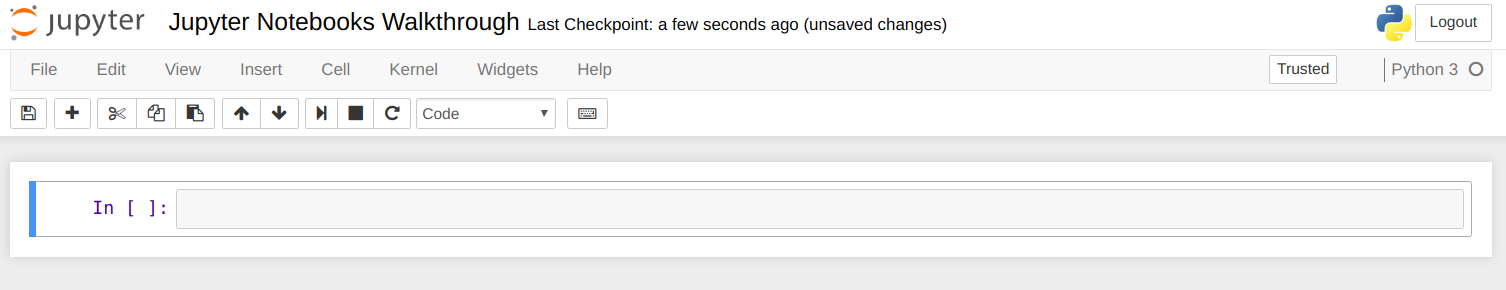 jupyter Jupyter Notebooks Walkthrough Last Checkpoint: a few seconds ago (unsaved changes) Logout
File Edit View Insert Cell Kernel Widgets Help Trusted Python 3
Code
In [ ]: